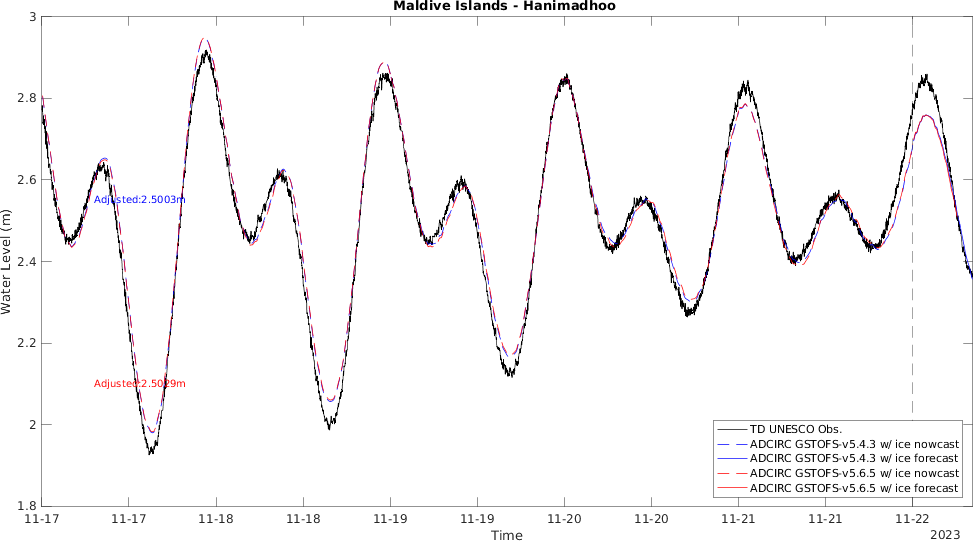 Maldive Islands - Hanimadhoo
3
2.8
2.6
2.4
2.2
2
1.8
Water Level (m)
Adjusted:2.5003m
Adjusted:2.5029m
TD UNESCO Obs.
ADCIRC GSTOFS-v5.4.3 w/ ice nowcast
ADCIRC GSTOFS-v5.4.3 w/ ice forecast
ADCIRC GSTOFS-v5.6.5 w/ ice nowcast
ADCIRC GSTOFS-v5.6.5 w/ ice forecast
11-17 11-17 11-18 11-18 11-19 11-19 11-20 11-20 11-21 11-21 11-22
Time
2023